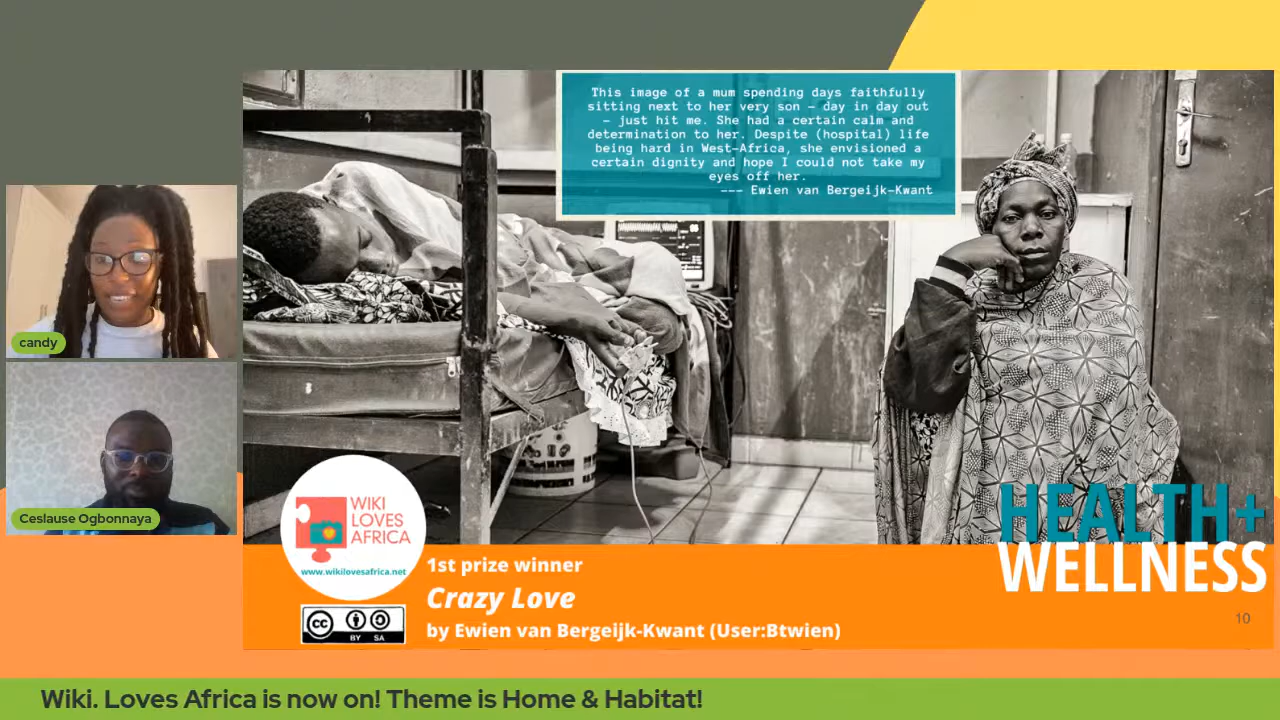 This image of a mum spending days faithfully
sitting next to her very son – day in day out
– just hit me. She had a certain calm and
determination to her. Despite (hospital) life
being hard in West-Africa, she envisioned a
certain dignity and hope I could not take my
eyes off her.
--- Ewien van Bergeijk-Kwant
candy
Ceslause Ogbonnaya
WIKI
LOVES
AFRICA
www.wikilovesafrica.net
CC BY SA
1st prize winner
Crazy Love
by Ewien van Bergeijk-Kwant (User:Btwien)
HEALTH+
WELLNESS
10
Wiki. Loves Africa is now on! Theme is Home & Habitat!